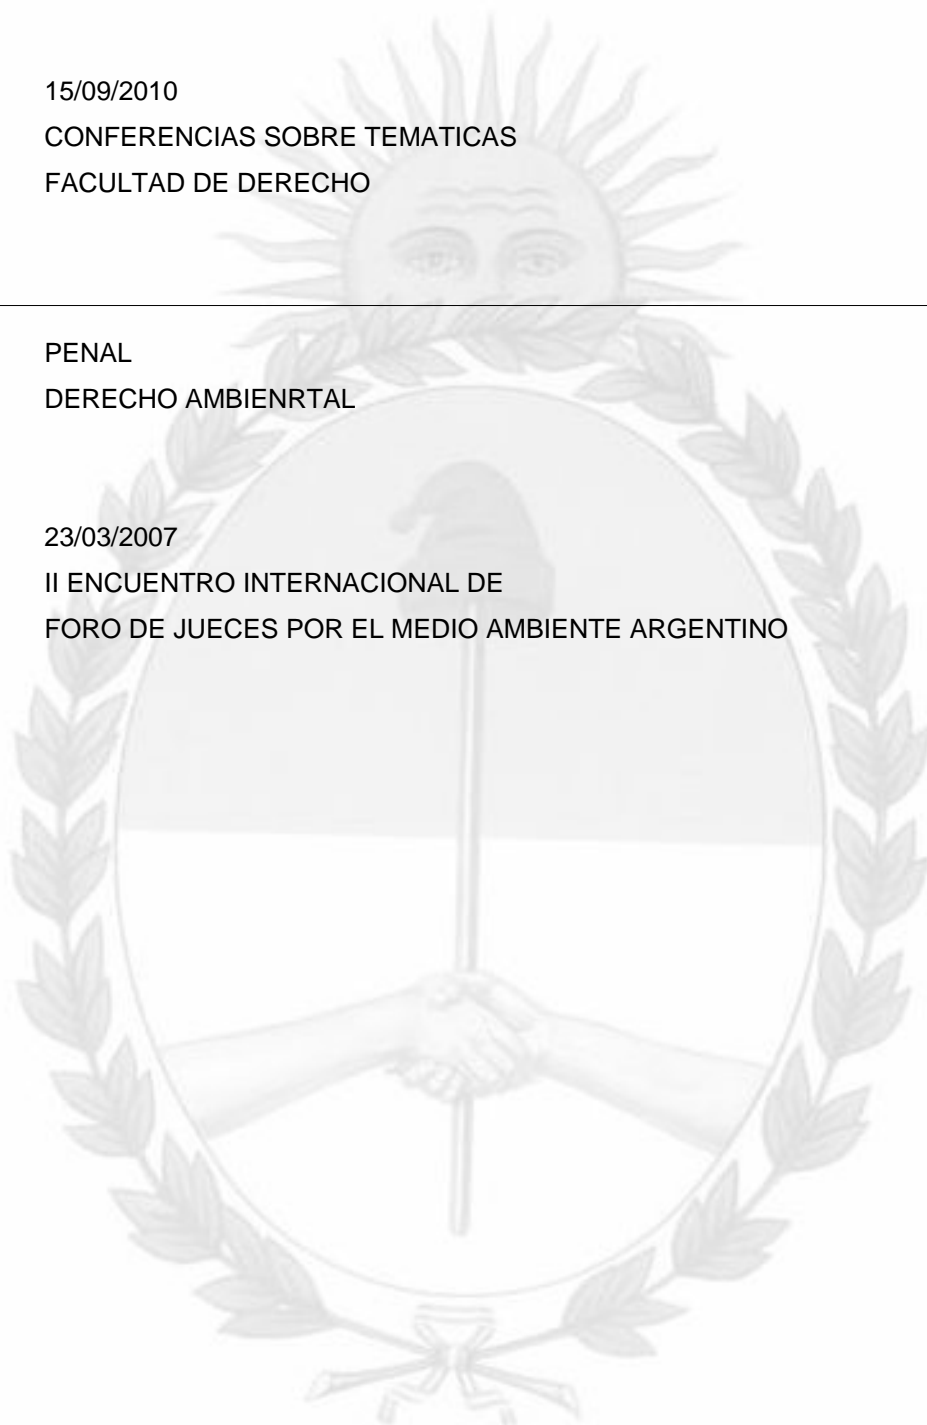 15/09/2010
CONFERENCIAS SOBRE TEMATICAS
FACULTAD DE DERECHO
PENAL
DERECHO AMBIENRTAL
23/03/2007
II ENCUENTRO INTERNACIONAL DE
FORO DE JUECES POR EL MEDIO AMBIENTE ARGENTINO